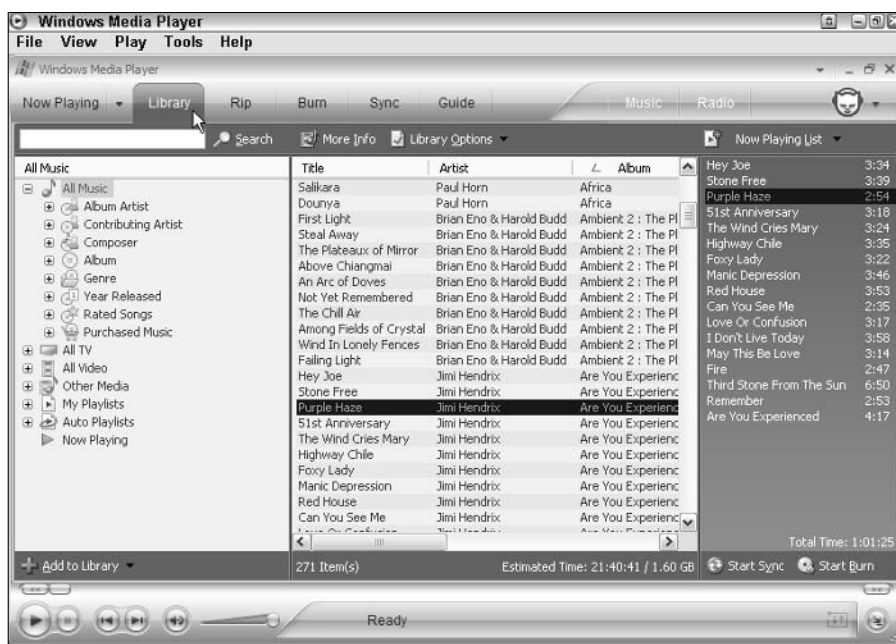 Windows Media Player
File View Play Tools Help
Windows Media Player
Now Playing Library Rip Burn Sync Guide Music Radio
Search More Info Library Options Now Playing List
All Music
All Music
Album Artist
Contributing Artist
Composer
Album
Genre
Year Released
Rated Songs
Purchased Music
All TV
All Video
Other Media
My Playlists
Auto Playlists
Now Playing
Add to Library
Title Artist Album
Salikara Paul Horn Africa
Dounya Paul Horn Africa
First Light Brian Eno & Harold Budd Ambient 2 : The Pl
Steal Away Brian Eno & Harold Budd Ambient 2 : The Pl
The Plateaux of Mirror Brian Eno & Harold Budd Ambient 2 : The Pl
Above Chiangmai Brian Eno & Harold Budd Ambient 2 : The Pl
An Arc of Doves Brian Eno & Harold Budd Ambient 2 : The Pl
Not Yet Remembered Brian Eno & Harold Budd Ambient 2 : The Pl
The Chill Air Brian Eno & Harold Budd Ambient 2 : The Pl
Among Fields of Crystal Brian Eno & Harold Budd Ambient 2 : The Pl
Wind In Lonely Fences Brian Eno & Harold Budd Ambient 2 : The Pl
Failing Light Brian Eno & Harold Budd Ambient 2 : The Pl
Hey Joe Jimi Hendrix Are You Experienc
Stone Free Jimi Hendrix Are You Experienc
Purple Haze Jimi Hendrix Are You Experienc
51st Anniversary Jimi Hendrix Are You Experienc
The Wind Cries Mary Jimi Hendrix Are You Experienc
Highway Chile Jimi Hendrix Are You Experienc
Foxy Lady Jimi Hendrix Are You Experienc
Manic Depression Jimi Hendrix Are You Experienc
Red House Jimi Hendrix Are You Experienc
Can You See Me Jimi Hendrix Are You Experienc
271 Item(s) Estimated Time: 21:40:41 / 1.60 GB
Hey Joe 3:34
Stone Free 3:39
Purple Haze 2:54
51st Anniversary 3:18
The Wind Cries Mary 3:24
Highway Chile 3:35
Foxy Lady 3:22
Manic Depression 3:46
Red House 3:53
Can You See Me 2:35
Love Or Confusion 3:17
I Don't Live Today 3:58
May This Be Love 3:14
Fire 2:47
Third Stone From The Sun 6:50
Remember 2:53
Are You Experienced 4:17
Total Time: 1:01:25
Start Sync Start Burn
Ready